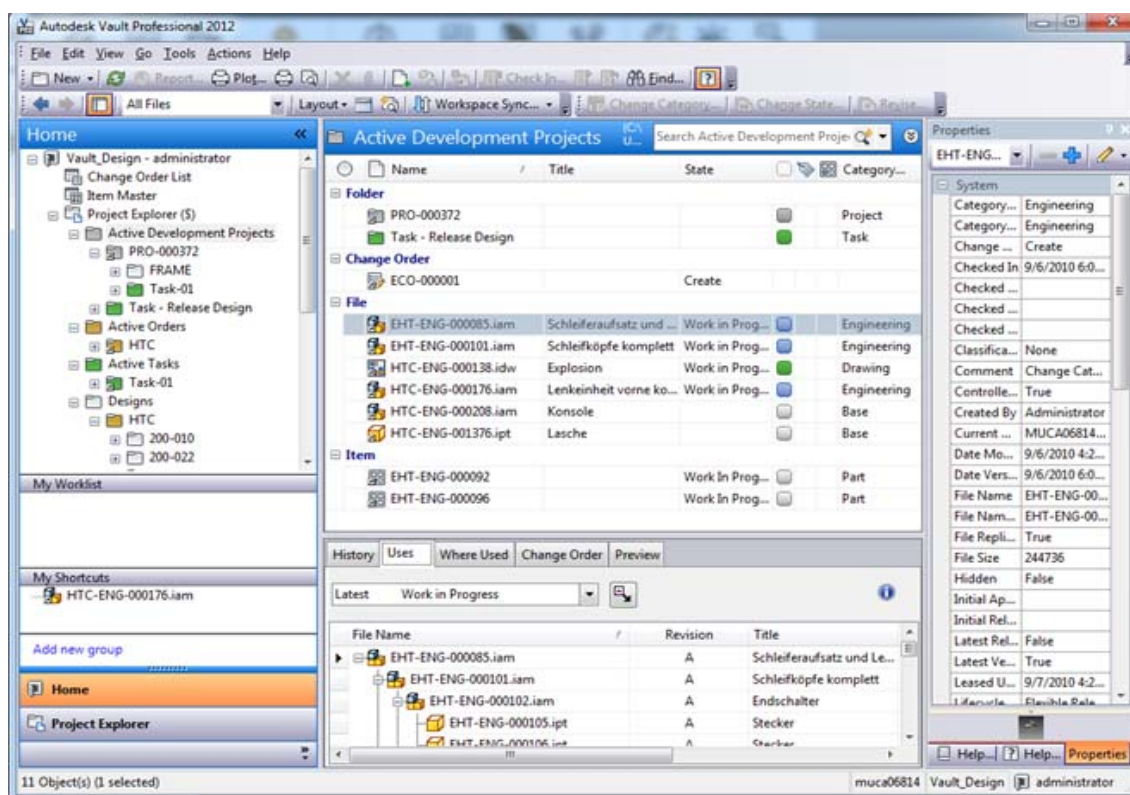 Autodesk Vault Professional 2012
File Edit View Go Tools Actions Help
New Report... Plot... Check In... Find...
All Files Layout Workspace Sync... Change Category... Change State... Revise...
Home
Vault_Design - administrator
Change Order List
Item Master
Project Explorer ($)
Active Development Projects
PRO-000372
FRAME
Task-01
Task - Release Design
Active Orders
HTC
Active Tasks
Task-01
Designs
HTC
200-010
200-022
My Worklist
My Shortcuts
HTC-ENG-000176.iam
Add new group
Home
Project Explorer
Active Development Projects Search Active Development Proje
Name / Title State Category...
Folder
PRO-000372 Project
Task - Release Design Task
Change Order
ECO-000001 Create
File
EHT-ENG-000085.iam Schleiferaufsatz und ... Work in Prog... Engineering
EHT-ENG-000101.iam Schleifköpfe komplett Work in Prog... Engineering
HTC-ENG-000138.idw Explosion Work in Prog... Drawing
HTC-ENG-000176.iam Lenkeinheit vorne ko... Work in Prog... Engineering
HTC-ENG-000208.iam Konsole Base
HTC-ENG-001376.ipt Lasche Base
Item
EHT-ENG-000092 Work In Prog... Part
EHT-ENG-000096 Work In Prog... Part
History Uses Where Used Change Order Preview
Latest Work in Progress
File Name / Revision Title
EHT-ENG-000085.iam A Schleiferaufsatz und Le...
EHT-ENG-000101.iam A Schleifköpfe komplett
EHT-ENG-000102.iam A Endschalter
EHT-ENG-000105.ipt A Stecker
EHT-ENG-000106.ipt A Stecker
Properties
EHT-ENG...
System
Category... Engineering
Category... Engineering
Change ... Create
Checked In 9/6/2010 6:0...
Checked ...
Checked ...
Checked ...
Classifica... None
Comment Change Cat...
Controlle... True
Created By Administrator
Current ... MUCA06814...
Date Mo... 9/6/2010 4:2...
Date Vers... 9/6/2010 6:0...
File Name EHT-ENG-00...
File Nam... EHT-ENG-00...
File Repli... True
File Size 244736
Hidden False
Initial Ap...
Initial Rel...
Latest Rel... False
Latest Ve... True
Leased U... 9/7/2010 4:2...
Lifecycle Flexible Rele
Help... Help... Properties
11 Object(s) (1 selected) muca06814 Vault_Design administrator